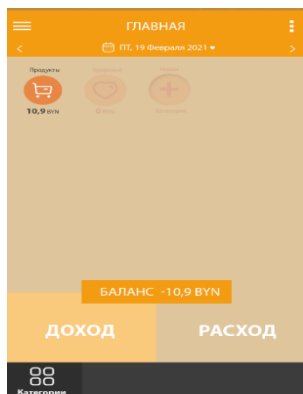 ГЛАВНАЯ
ПТ, 19 Февраля 2021
Продукты
10,9 BYN
БАЛАНС -10,9 BYN
ДОХОД
РАСХОД
Категории